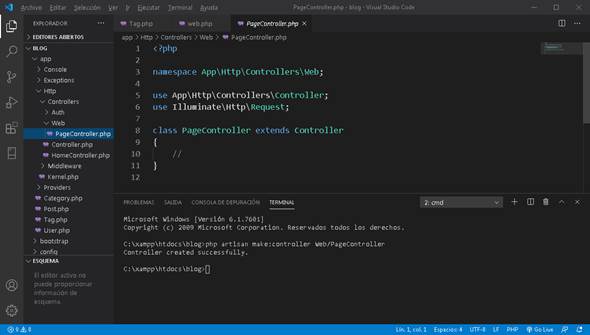 Archivo Editar Selección Ver Ir Ejecutar Terminal Ayuda PageController.php - blog - Visual Studio Code
EXPLORADOR
EDITORES ABIERTOS
BLOG
app
Console
Exceptions
Http
Controllers
Auth
Web
PageController.php
Controller.php
HomeController.php
Middleware
Kernel.php
Providers
Category.php
Post.php
Tag.php
User.php
bootstrap
config
ESQUEMA
El editor activo no
puede proporcionar
información de
esquema.
Tag.php web.php PageController.php
app > Http > Controllers > Web > PageController.php
1 <?php
2
3 namespace App\Http\Controllers\Web;
4
5 use App\Http\Controllers\Controller;
6 use Illuminate\Http\Request;
7
8 class PageController extends Controller
9 {
10 //
11 }
12
PROBLEMAS SALIDA CONSOLA DE DEPURACIÓN TERMINAL 2: cmd
Microsoft Windows [Versión 6.1.7601]
Copyright (c) 2009 Microsoft Corporation. Reservados todos los derechos.
C:\xampp\htdocs\blog>php artisan make:controller Web/PageController
Controller created successfully.
C:\xampp\htdocs\blog>
0 0 Lín. 1, col. 1 Espacios: 4 UTF-8 LF PHP Go Live